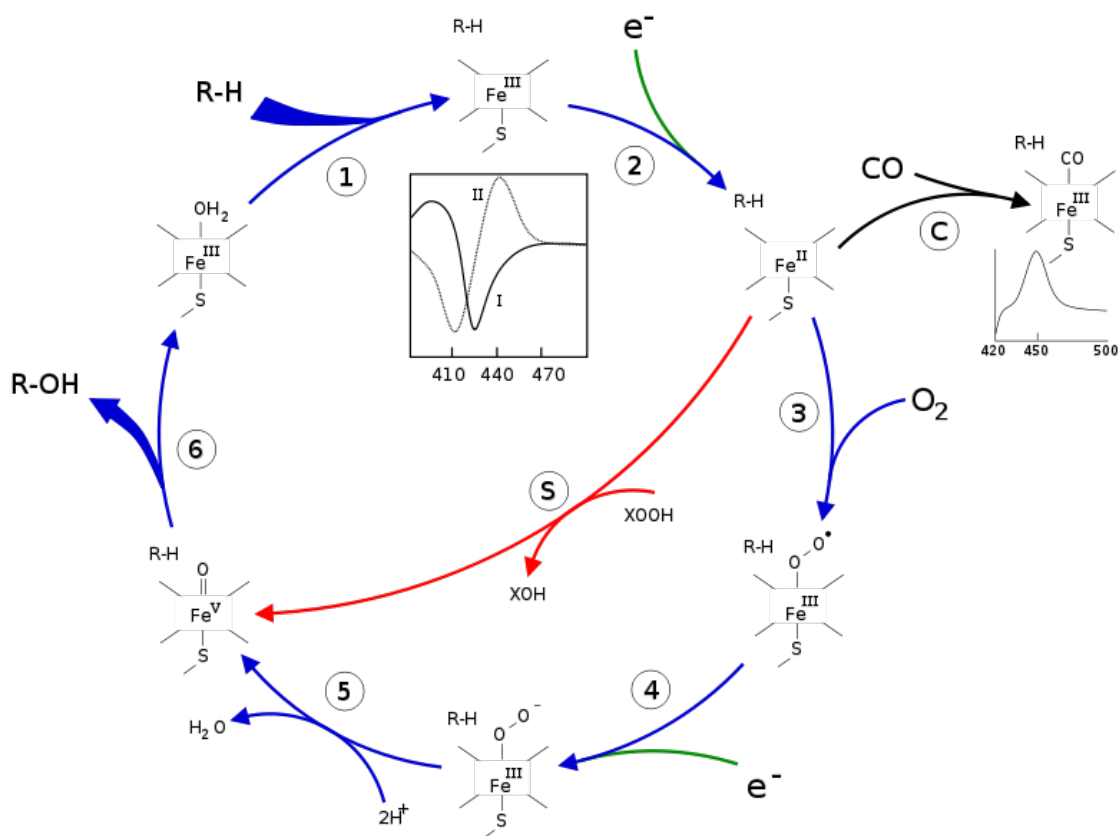 R-H
e-
R-H
Fe III
S
1
2
II
I
410 440 470
R-H
Fe II
S
CO
C
R-H
CO
Fe III
S
420 450 500
OH2
Fe III
S
R-OH
6
3
O2
S
XOOH
XOH
R-H
O
Fe V
S
R-H
O O•
Fe III
S
5
4
H2O
2H+
R-H
O O-
Fe III
S
e-